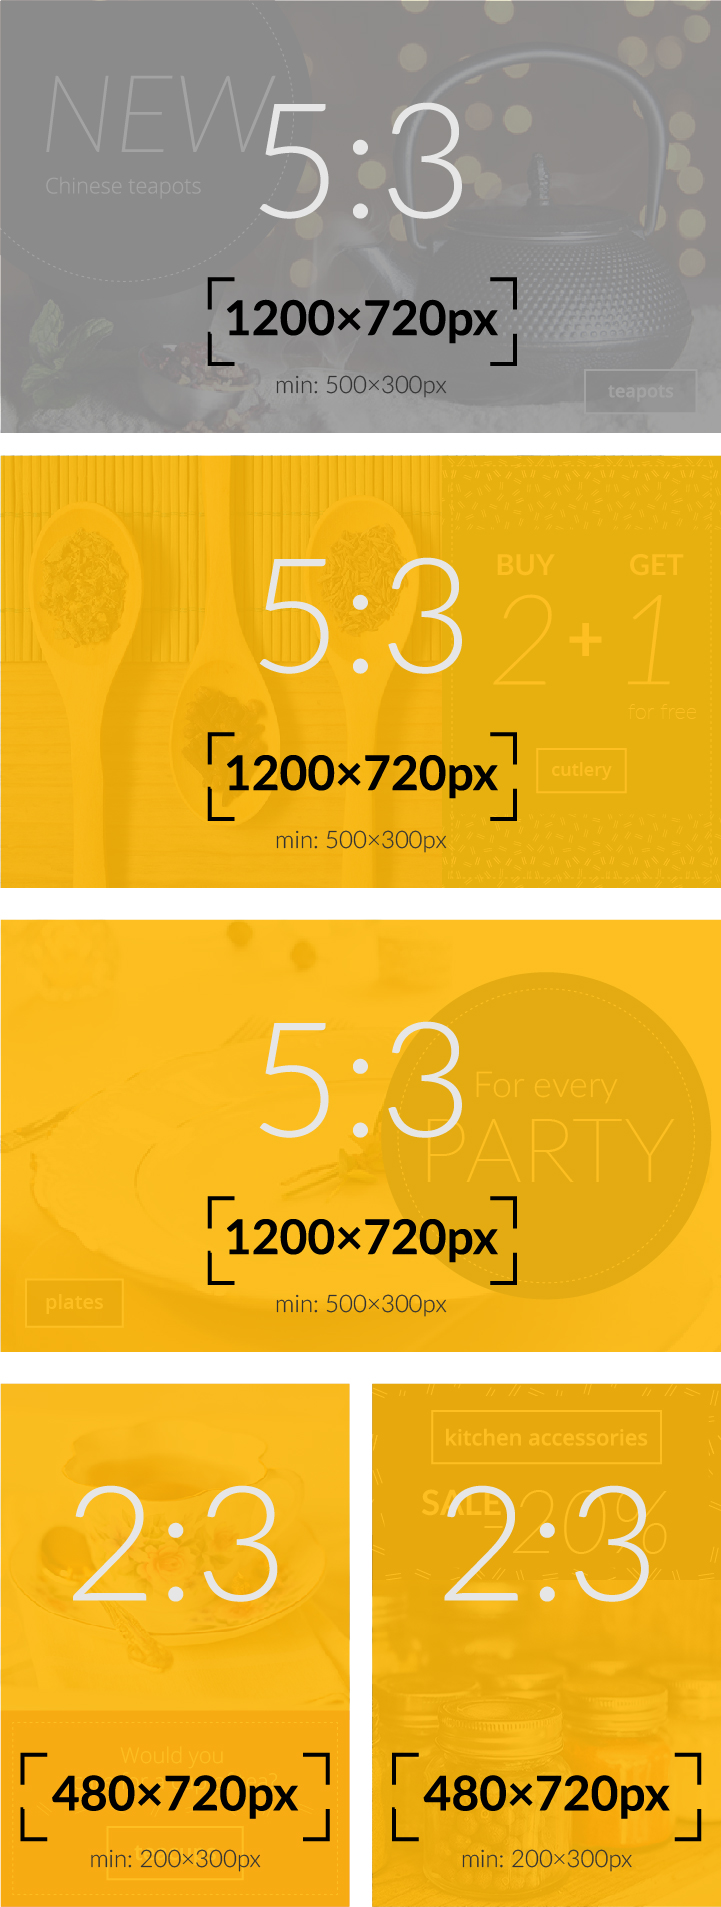 NEW
Chinese teapots
5:3
1200×720px
min: 500×300px
teapots
5:3
BUY GET
2 + 1
for free
1200×720px
cutlery
min: 500×300px
5:3
For every
PARTY
1200×720px
min: 500×300px
plates
2:3
Would you
480×720px
min: 200×300px
kitchen accessories
SALE -20%
2:3
480×720px
min: 200×300px